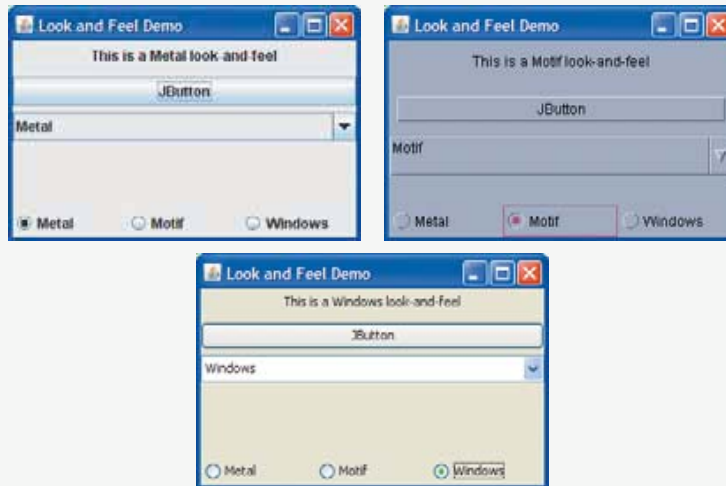 Look and Feel Demo
This is a Metal look-and-feel
JButton
Metal
Metal Motif Windows
Look and Feel Demo
This is a Motif look-and-feel
JButton
Motif
Metal Motif Windows
Look and Feel Demo
This is a Windows look-and-feel
JButton
Windows
Metal Motif Windows